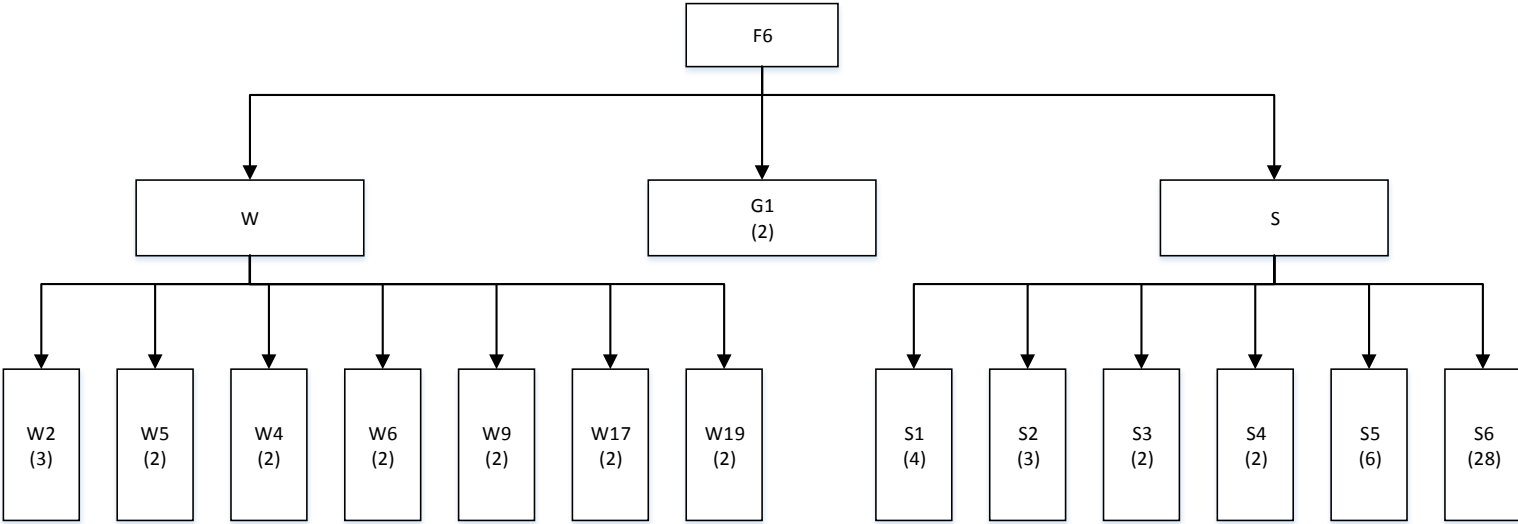 F6
W
G1
(2)
S
W2
(3)
W5
(2)
W4
(2)
W6
(2)
W9
(2)
W17
(2)
W19
(2)
S1
(4)
S2
(3)
S3
(2)
S4
(2)
S5
(6)
S6
(28)